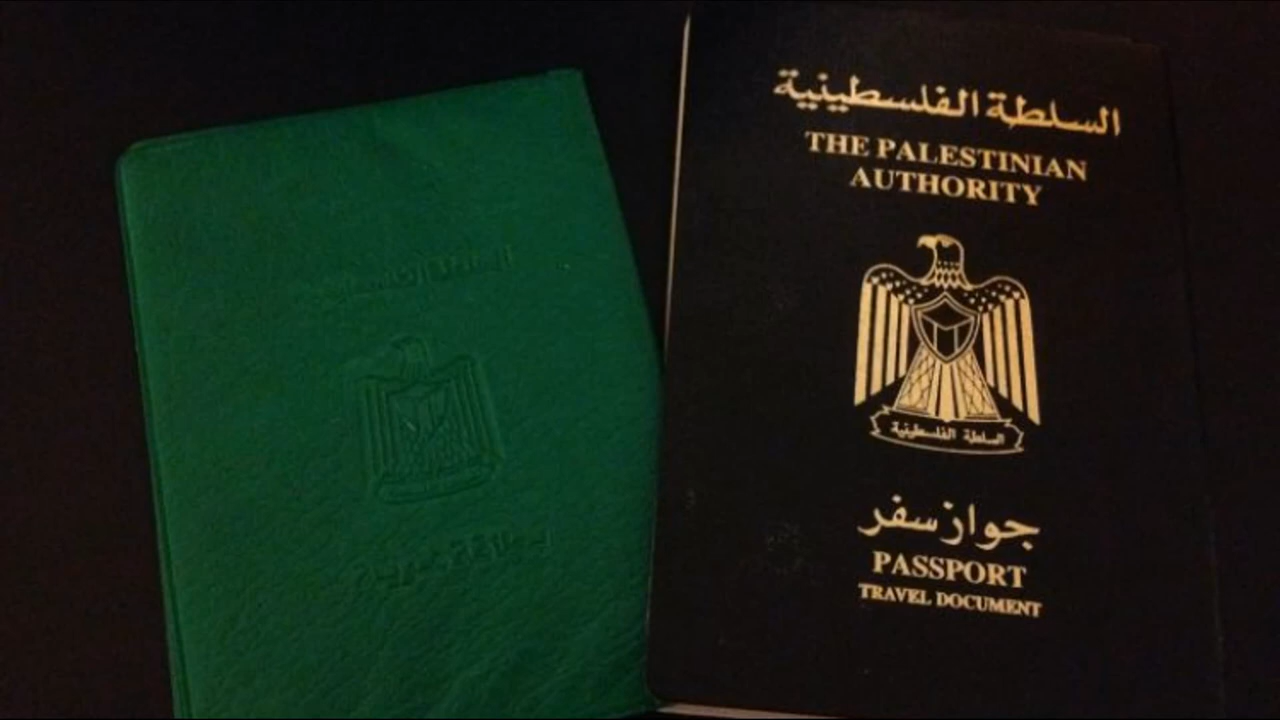 السلطة الفلسطينية
THE PALESTINIAN
AUTHORITY
السلطة الفلسطينية
جواز سفر
PASSPORT
TRAVEL DOCUMENT